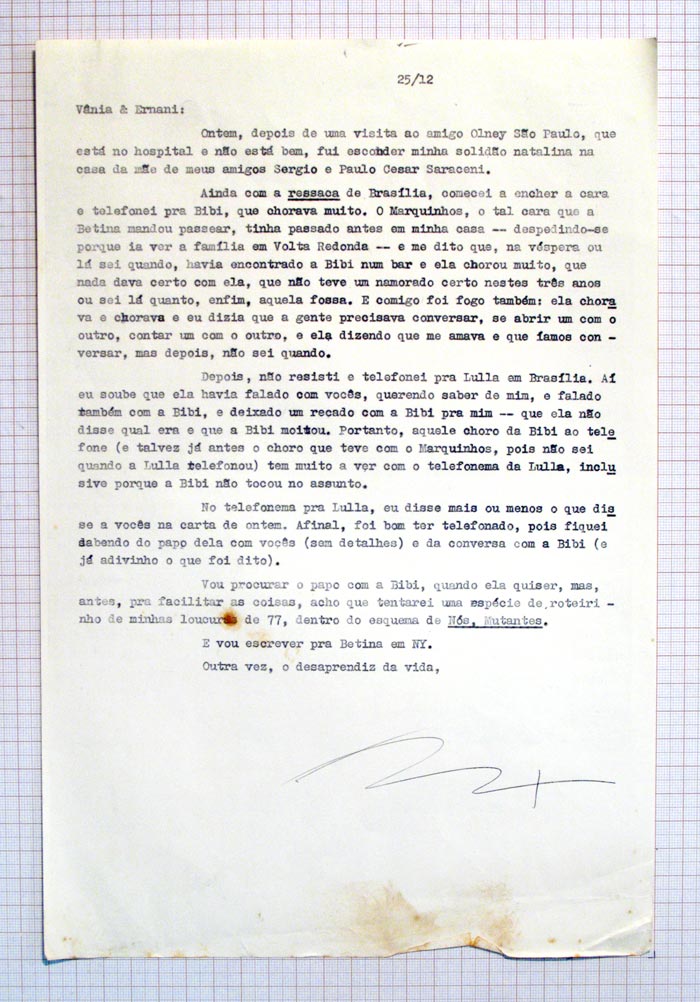 25/12
Vânia & Ernani:
Ontem, depois de uma visita ao amigo Olney São Paulo, que
está no hospital e não está bem, fui esconder minha solidão natalina na
casa da mãe de meus amigos Sergio e Paulo Cesar Saraceni.
Ainda com a ressaca de Brasília, comecei a encher a cara
e telefonei pra Bibi, que chorava muito. O Marquinhos, o tal cara que a
Betina mandou passear, tinha passado antes em minha casa -- despedindo-se
porque ia ver a família em Volta Redonda -- e me dito que, na véspera ou
lá sei quando, havia encontrado a Bibi num bar e ela chorou muito, que
nada dava certo com ela, que não teve um namorado certo nestes três anos
ou sei lá quanto, enfim, aquela fossa. E comigo foi fogo também: ela chora
va e chorava e eu dizia que a gente precisava conversar, se abrir um com o
outro, contar um com o outro, e ela dizendo que me amava e que íamos con -
versar, mas depois, não sei quando.
Depois, não resisti e telefonei pra Lulla em Brasília. Aí
eu soube que ela havia falado com vocês, querendo saber de mim, e falado
também com a Bibi, e deixado um recado com a Bibi pra mim -- que ela não
disse qual era e que a Bibi moitou. Portanto, aquele choro da Bibi ao tele
fone (e talvez já antes o choro que teve com o Marquinhos, pois não sei
quando a Lulla telefonou) tem muito a ver com o telefonema da Lulla, inclu
sive porque a Bibi não tocou no assunto.
No telefonema pra Lulla, eu disse mais ou menos o que dis
se a vocês na carta de ontem. Afinal, foi bom ter telefonado, pois fiquei
sabendo do papo dela com vocês (sem detalhes) e da conversa com a Bibi (e
já adivinho o que foi dito).
Vou procurar o papo com a Bibi, quando ela quiser, mas,
antes, pra facilitar as coisas, acho que tentarei uma espécie de roteiri -
nho de minhas loucuras de 77, dentro do esquema de Nós, Mutantes.
E vou escrever pra Betina em NY.
Outra vez, o desaprendiz da vida,